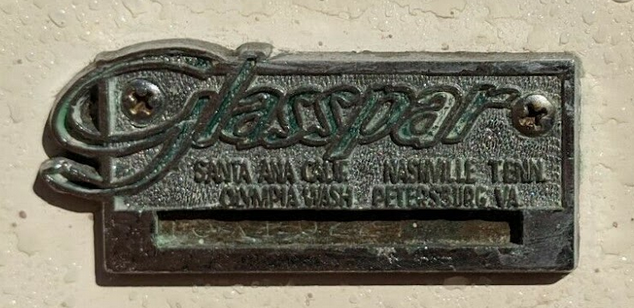 Glasspar
SANTA ANA CALIF. NASHVILLE TENN.
OLYMPIA WASH. PETERSBURG VA.